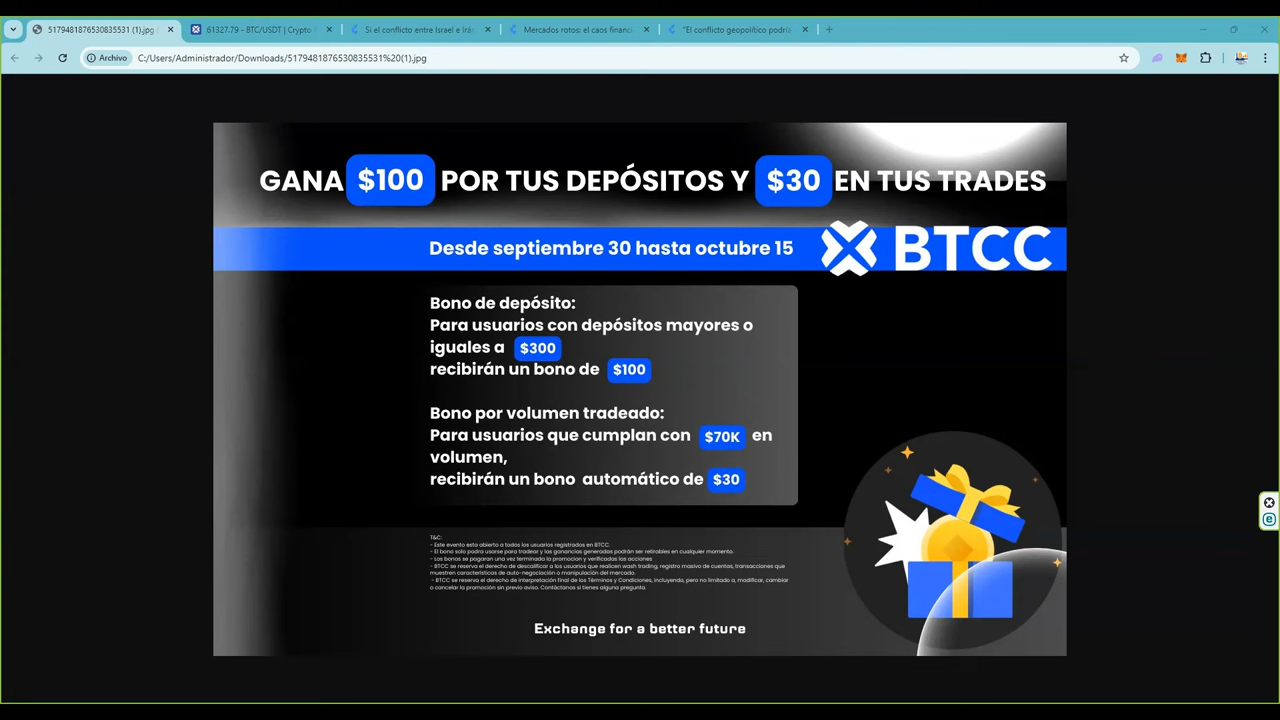 5179481876530835531 (1).jpg
61327.79 - BTC/USDT | Crypto
Si el conflicto entre Israel e Irán
Mercados rotos: el caos financi
"El conflicto geopolítico podría
Archivo
C:/Users/Administrador/Downloads/5179481876530835531%20(1).jpg
GANA $100 POR TUS DEPÓSITOS Y $30 EN TUS TRADES
Desde septiembre 30 hasta octubre 15
BTCC
Bono de depósito:
Para usuarios con depósitos mayores o
iguales a $300
recibirán un bono de $100
Bono por volumen tradeado:
Para usuarios que cumplan con $70K en
volumen,
recibirán un bono automático de $30
T&C:
- Este evento esta abierto a todos los usuarios registrados en BTCC.
- El bono solo podra usarse para tradear y las ganancias generadas podrán ser retirables en cualquier momento.
- Los bonos se pagaran una vez terminada la promocion y verificadas las acciones
- BTCC se reserva el derecho de descalificar a los usuarios que realicen wash trading, registro masivo de cuentas, transacciones que
muestren características de auto-negociación o manipulación del mercado.
- BTCC se reserva el derecho de interpretación final de los Términos y Condiciones, incluyendo, pero no limitado a, modificar, cambiar
o cancelar la promoción sin previo aviso. Contáctanos si tienes alguna pregunta.
Exchange for a better future